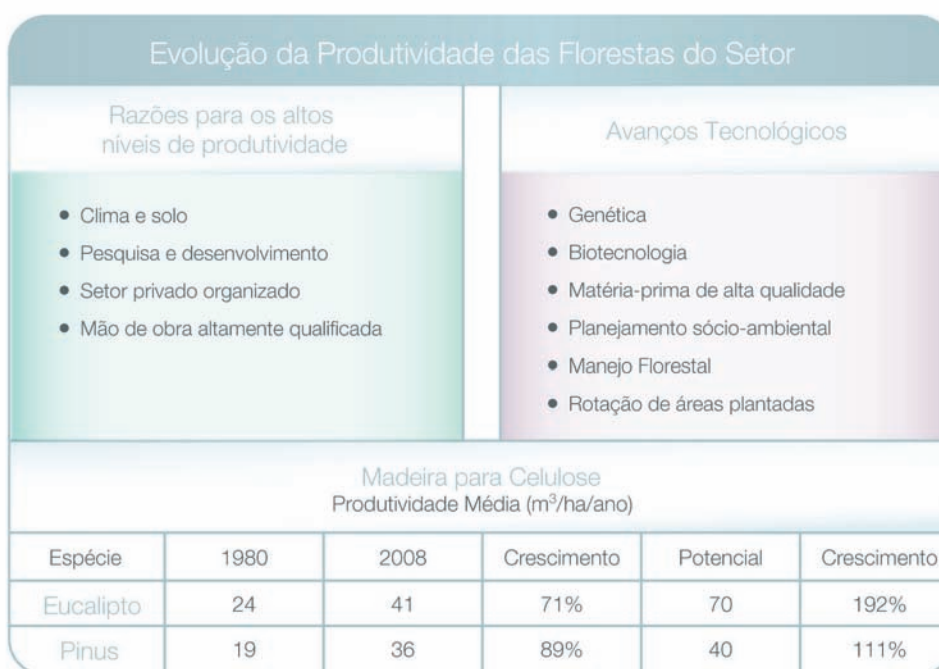 Evolução da Produtividade das Florestas do Setor
Razões para os altos
níveis de produtividade
• Clima e solo
• Pesquisa e desenvolvimento
• Setor privado organizado
• Mão de obra altamente qualificada
Avanços Tecnológicos
• Genética
• Biotecnologia
• Matéria-prima de alta qualidade
• Planejamento sócio-ambiental
• Manejo Florestal
• Rotação de áreas plantadas
Madeira para Celulose
Produtividade Média (m³/ha/ano)
Espécie 1980 2008 Crescimento Potencial Crescimento
Eucalipto 24 41 71% 70 192%
Pinus 19 36 89% 40 111%